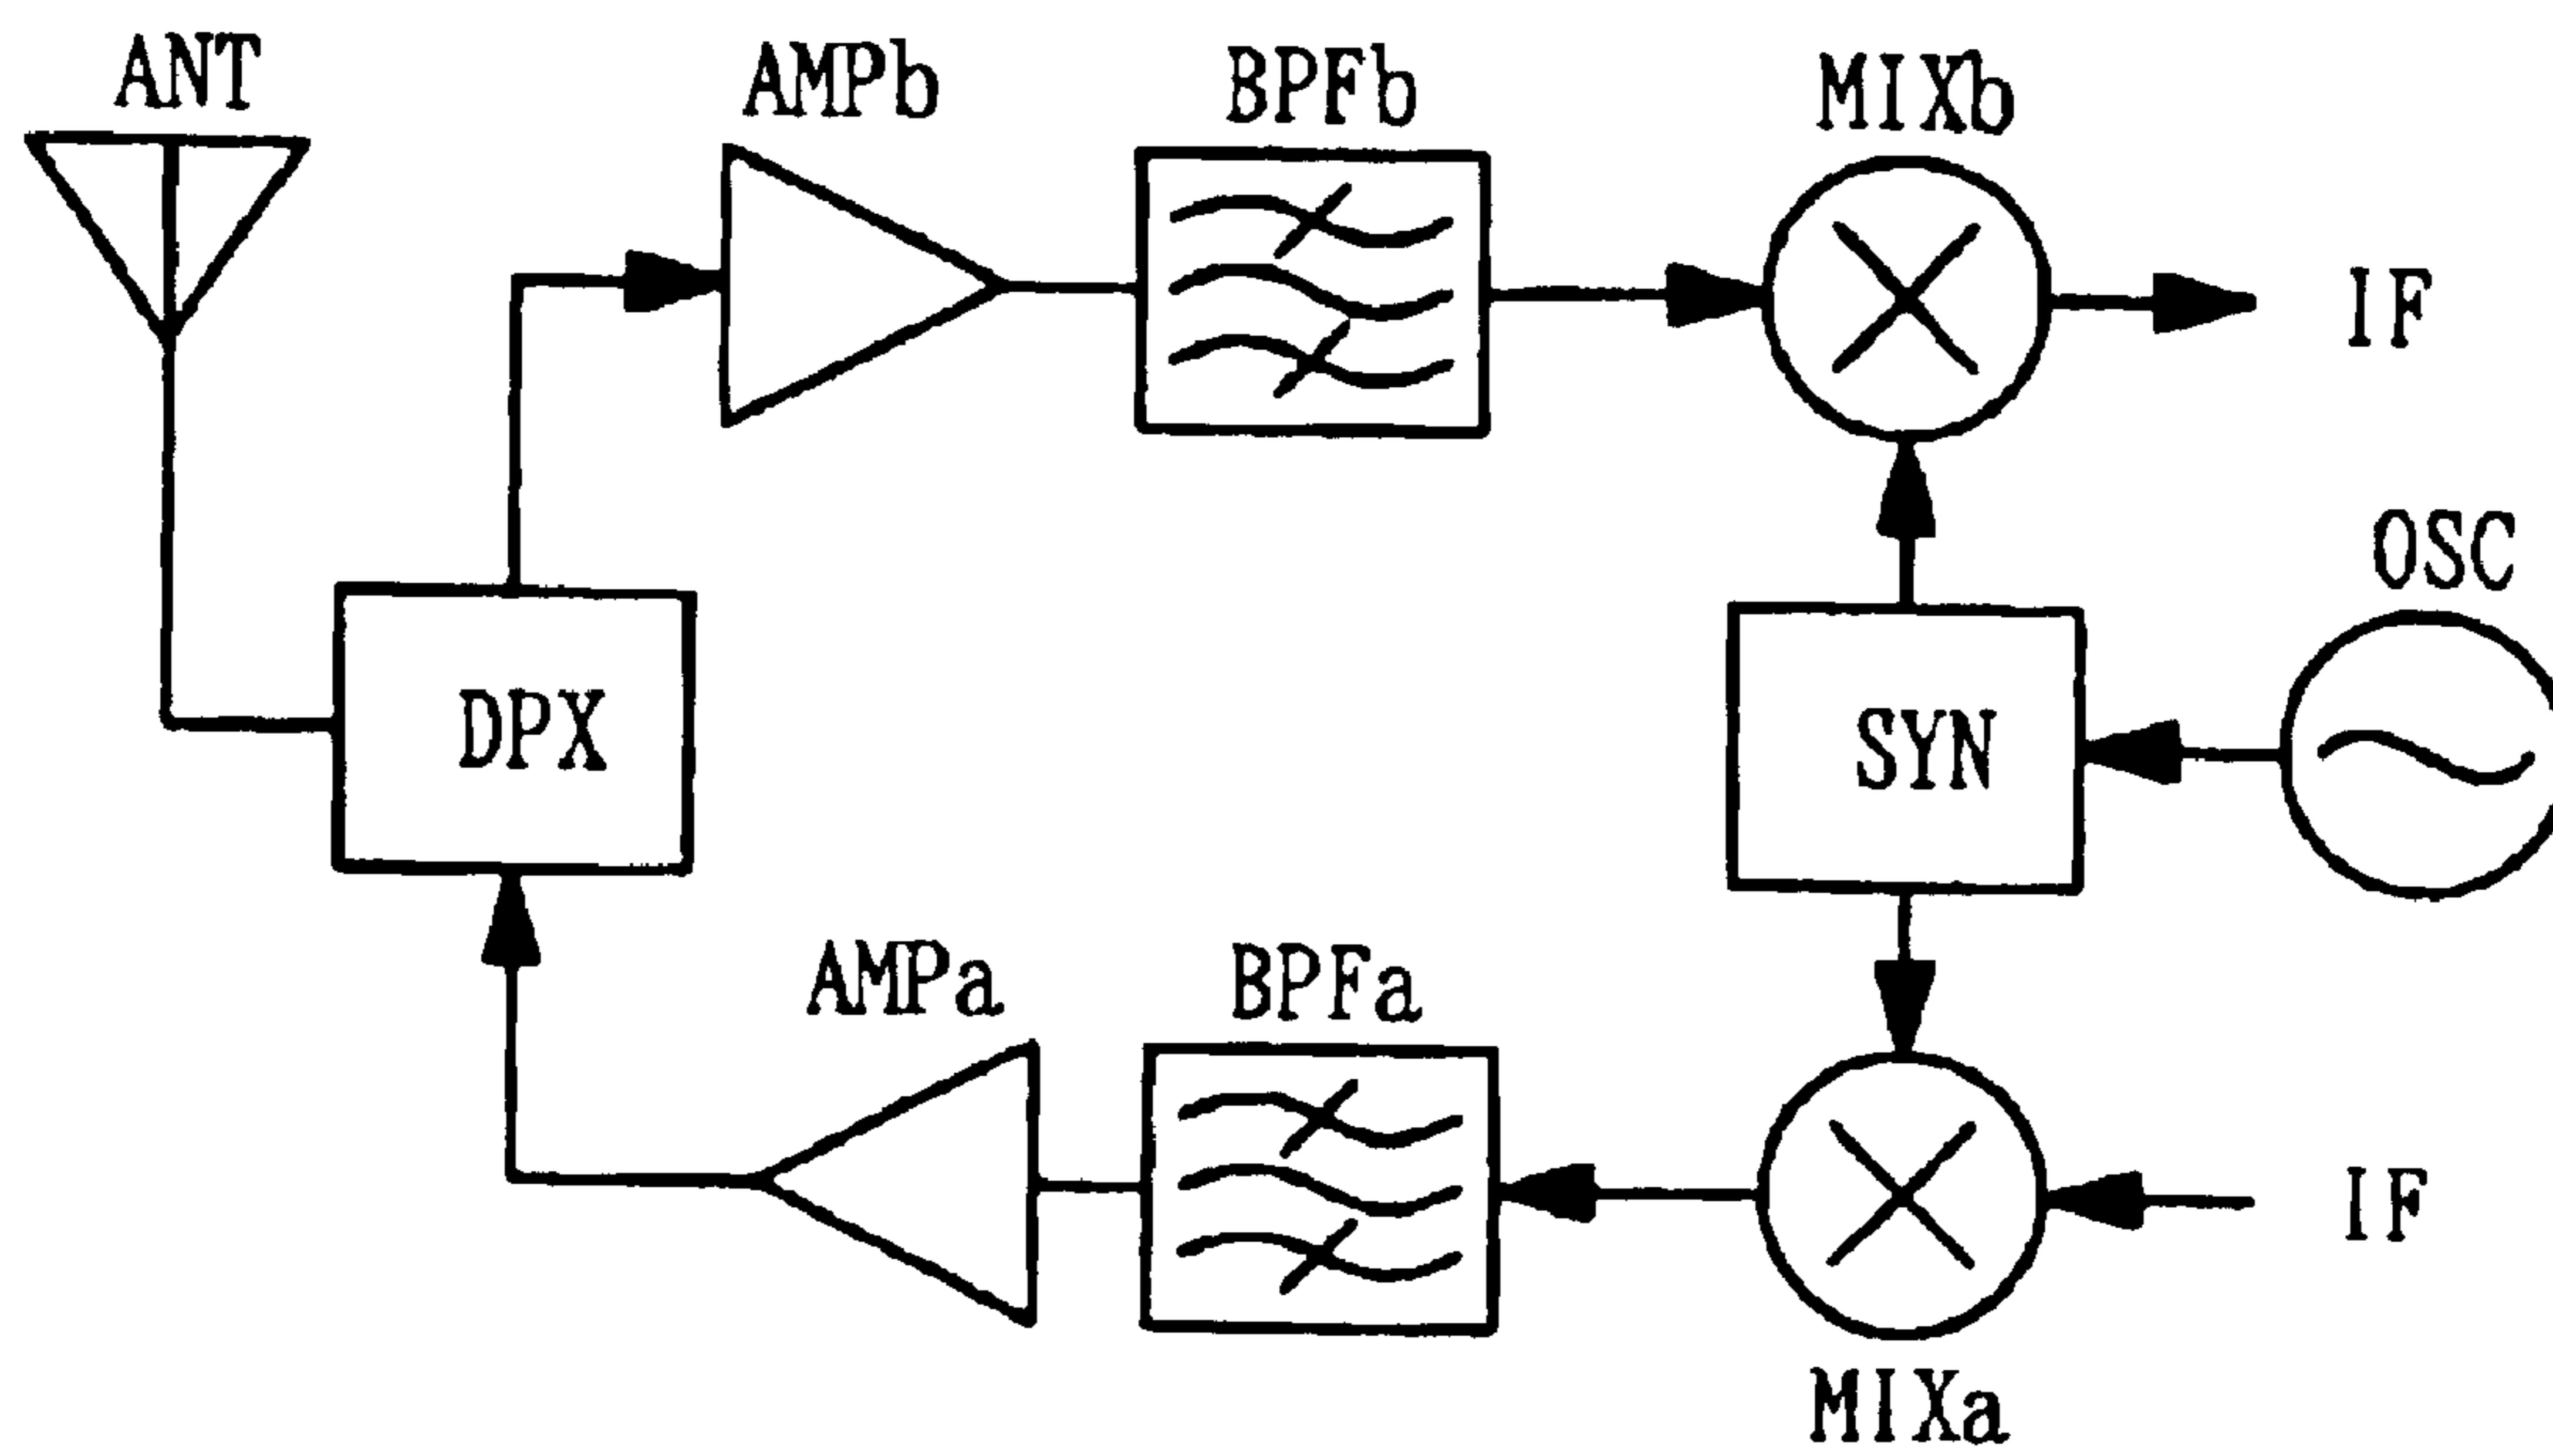 ANT
AMPb
BPFb
MIXb
IF
OSC
DPX
SYN
AMPa
BPFa
IF
MIXa